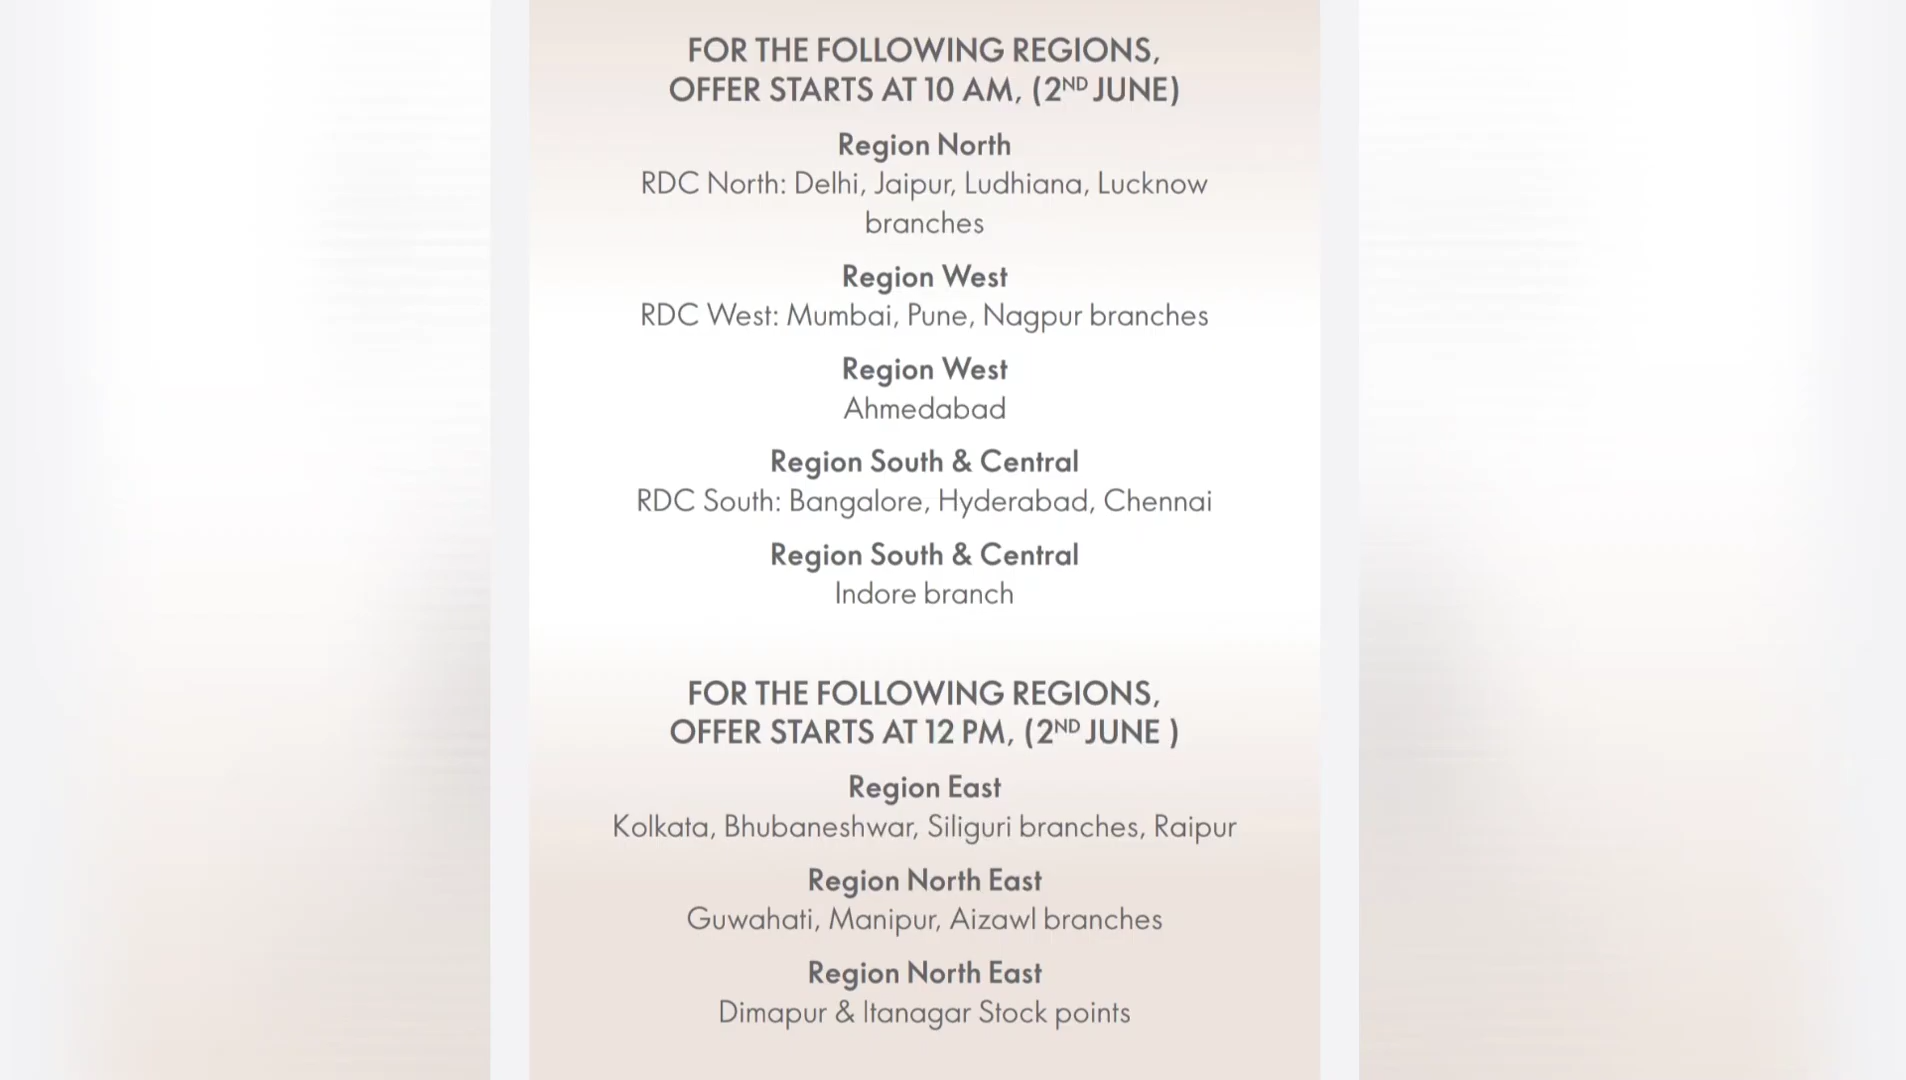 FOR THE FOLLOWING REGIONS,
OFFER STARTS AT 10 AM, (2ND JUNE)
Region North
RDC North: Delhi, Jaipur, Ludhiana, Lucknow
branches
Region West
RDC West: Mumbai, Pune, Nagpur branches
Region West
Ahmedabad
Region South & Central
RDC South: Bangalore, Hyderabad, Chennai
Region South & Central
Indore branch
FOR THE FOLLOWING REGIONS,
OFFER STARTS AT 12 PM, (2ND JUNE )
Region East
Kolkata, Bhubaneshwar, Siliguri branches, Raipur
Region North East
Guwahati, Manipur, Aizawl branches
Region North East
Dimapur & Itanagar Stock points